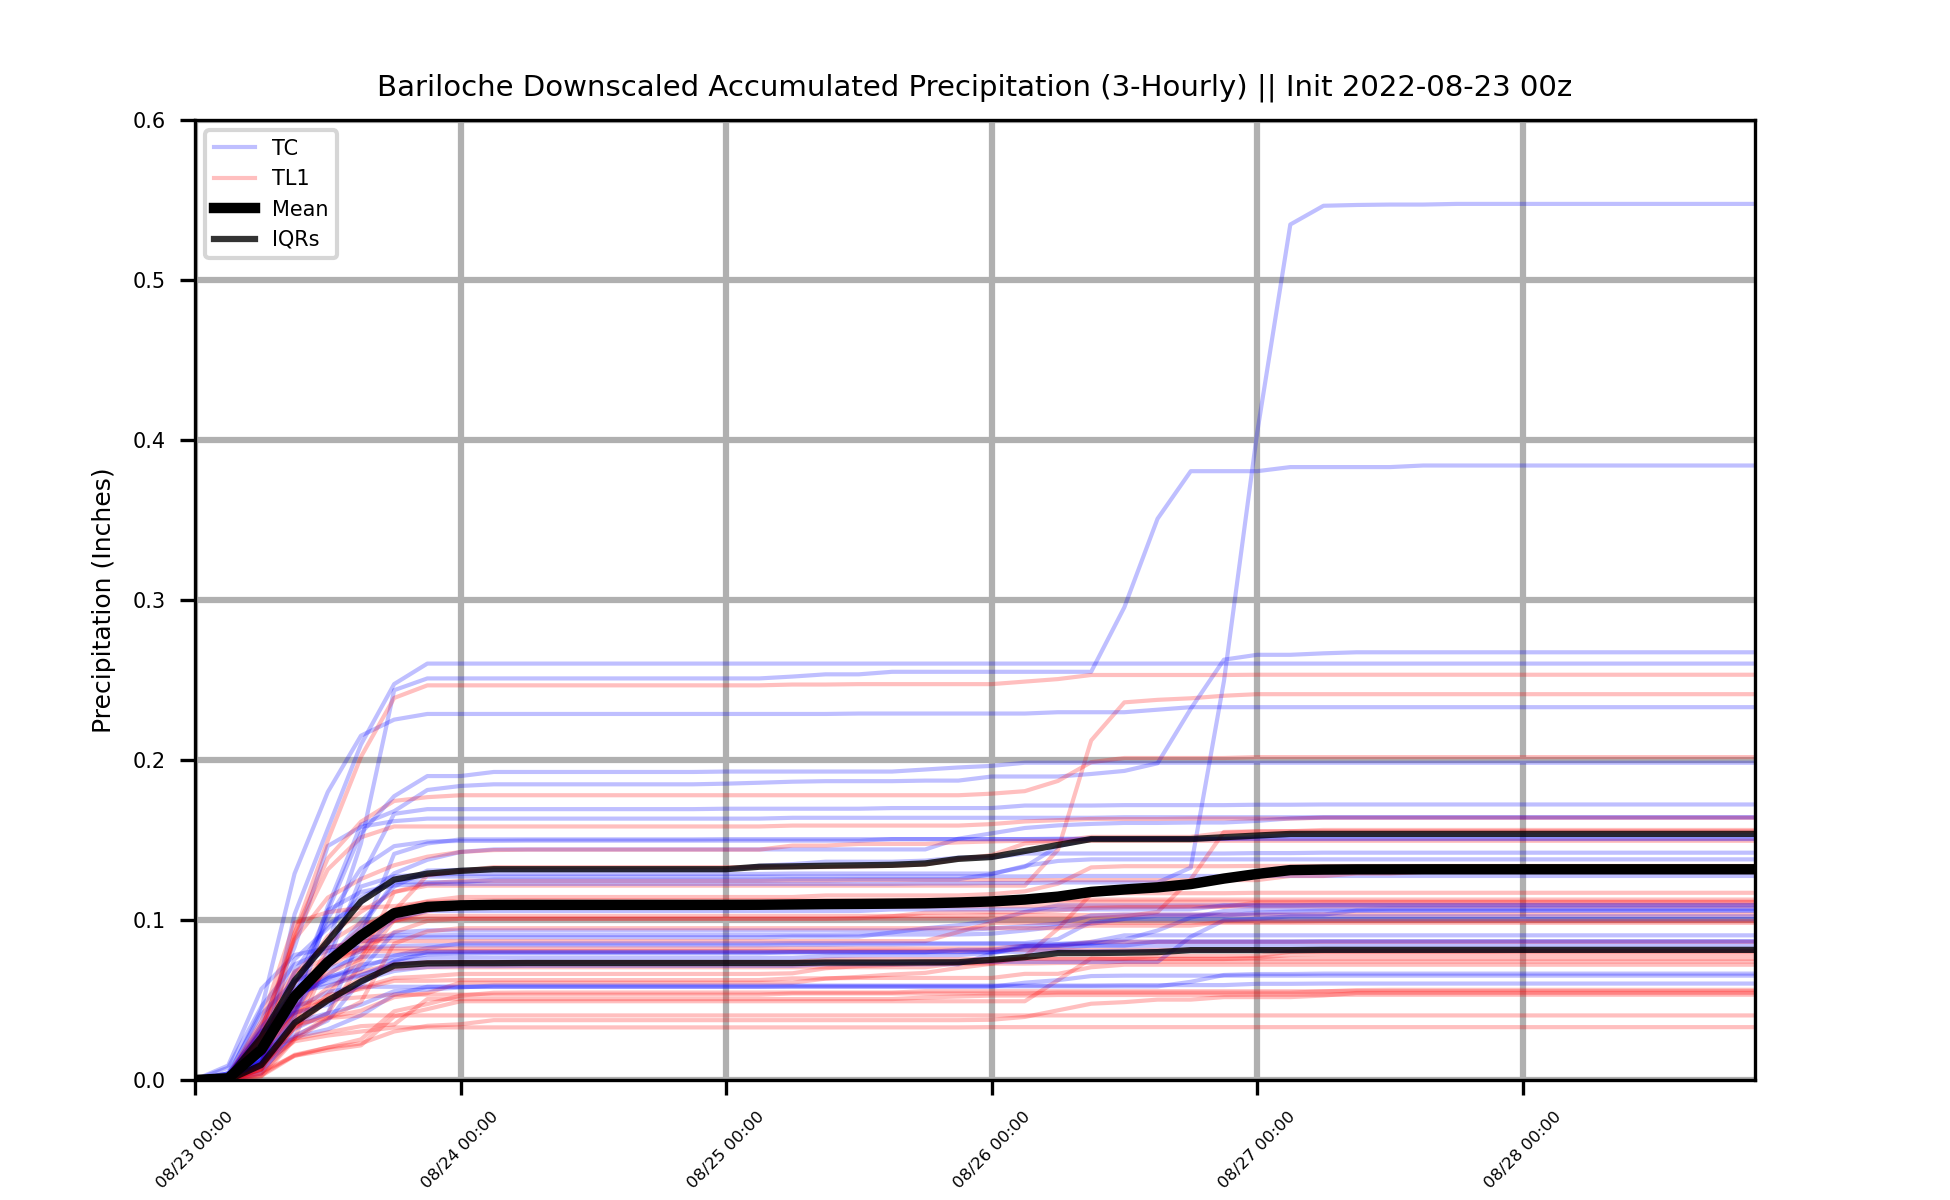 Bariloche Downscaled Accumulated Precipitation (3-Hourly) || Init 2022-08-23 00z
TC
TL1
Mean
IQRs
Precipitation (Inches)
0.6
0.5
0.4
0.3
0.2
0.1
0.0
08/23 00:00
08/24 00:00
08/25 00:00
08/26 00:00
08/27 00:00
08/28 00:00